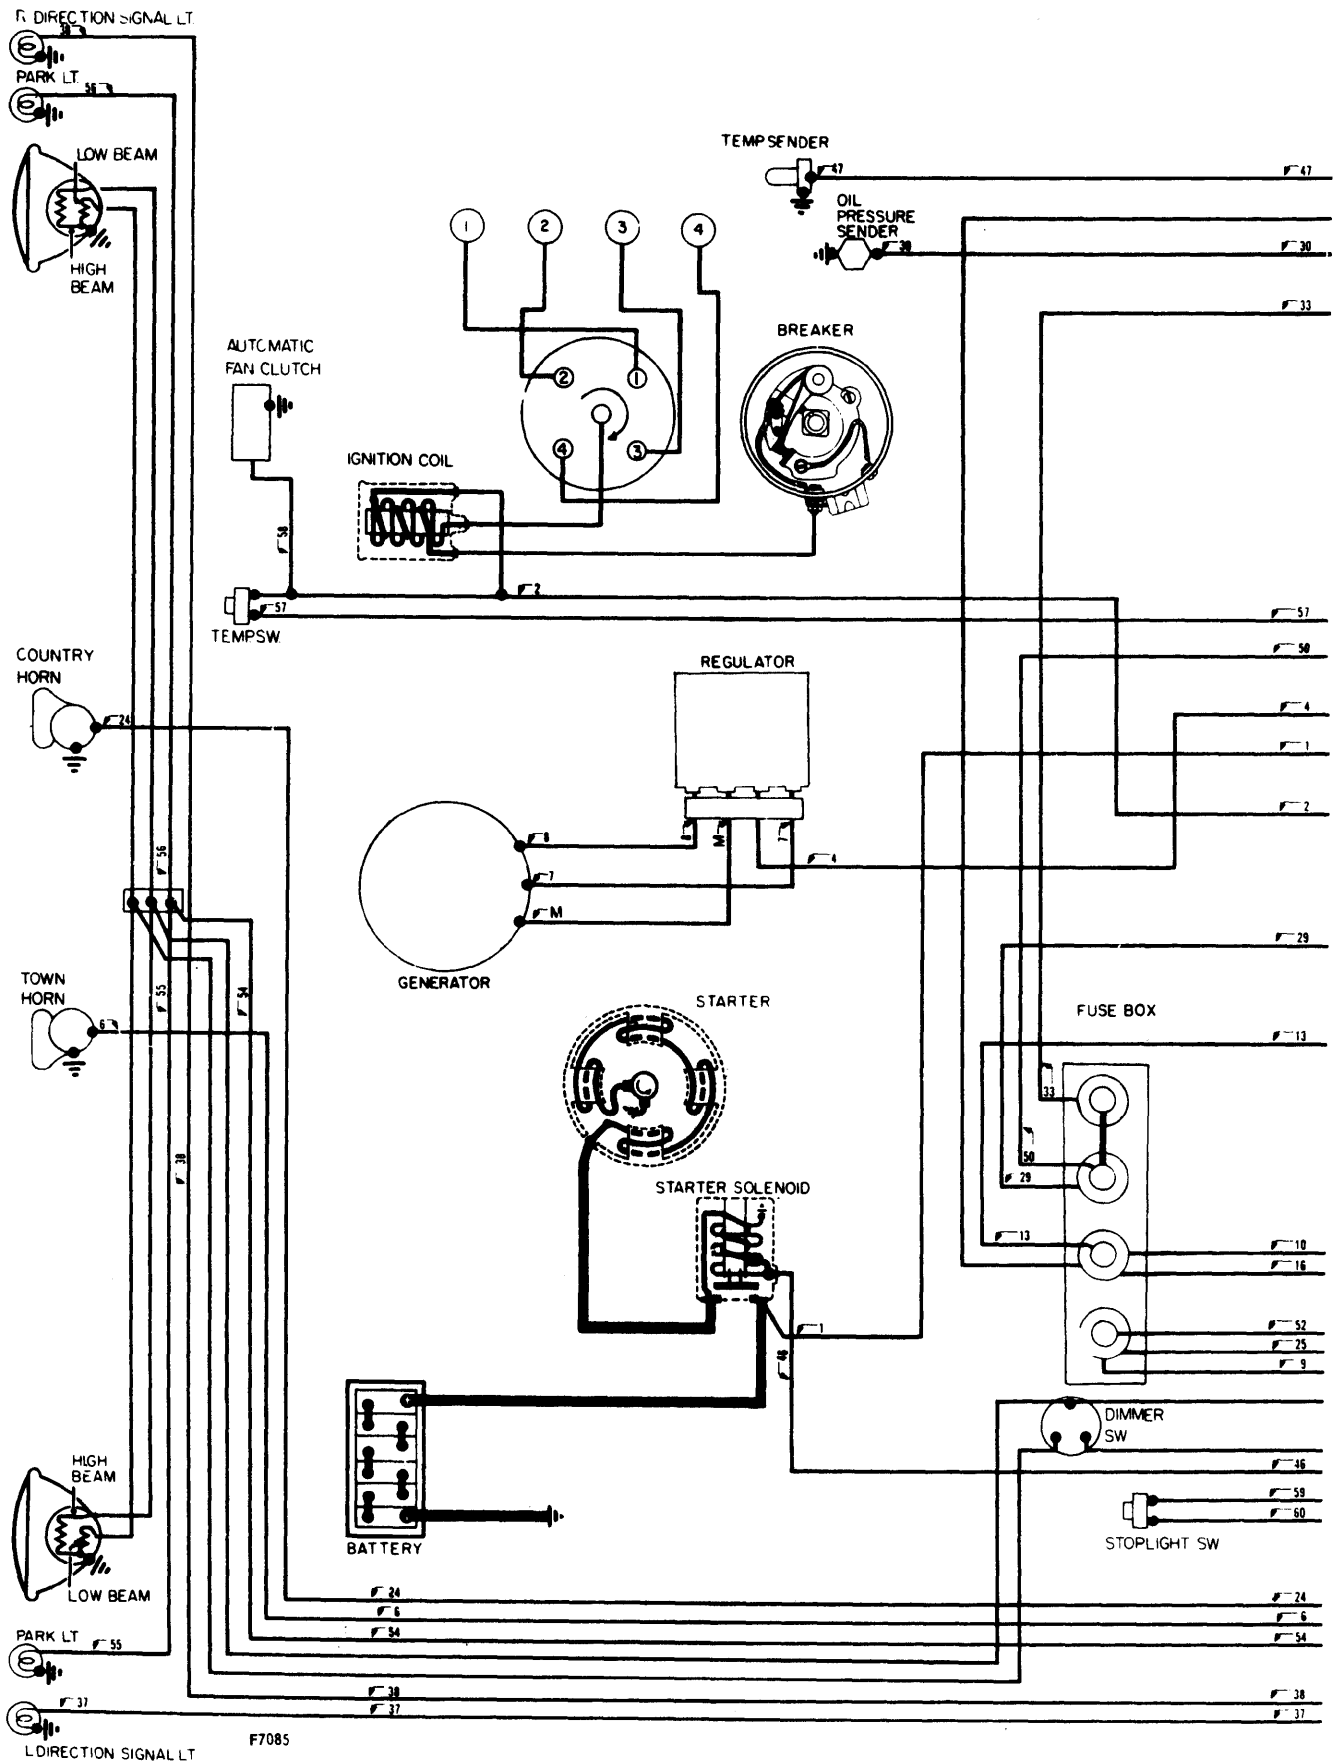 R DIRECTION SIGNAL LT.
38
PARK LT.
56
LOW BEAM
HIGH
BEAM
TEMP SENDER
47
47
OIL
PRESSURE
SENDER
30
30
33
1
2
3
4
BREAKER
AUTOMATIC
FAN CLUTCH
2
1
4
3
IGNITION COIL
58
2
57
57
TEMP SW.
50
COUNTRY
HORN
24
REGULATOR
4
1
2
8
8
M
7
4
7
M
56
GENERATOR
29
TOWN
HORN
6
55
54
STARTER
FUSE BOX
13
33
50
29
38
STARTER SOLENOID
13
10
16
1
46
52
25
9
DIMMER
SW
HIGH
BEAM
46
59
60
STOPLIGHT SW
BATTERY
LOW BEAM
24
24
6
6
54
54
PARK LT
55
38
38
37
37
37
L DIRECTION SIGNAL LT
F7085